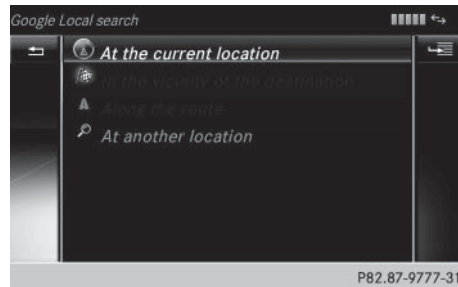 Google Local search
At the current location
In the vicinity of the destination
Along the route
At another location
P82.87-9777-31